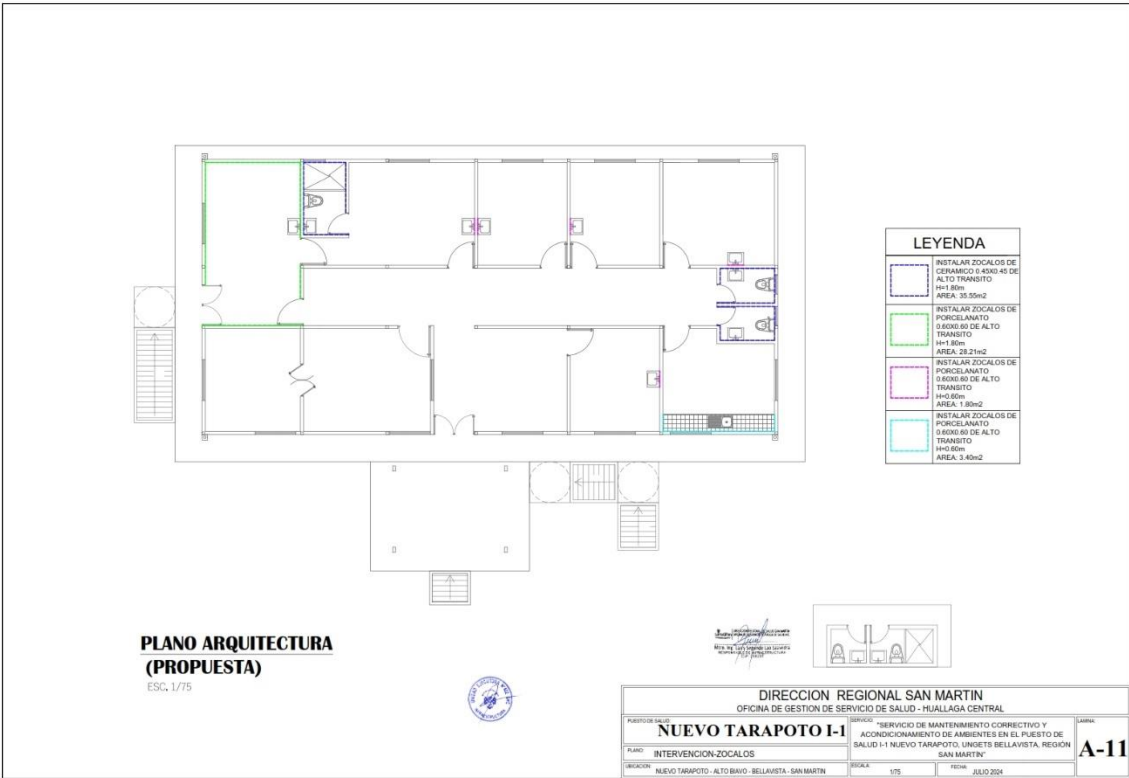 LEYENDA
INSTALAR ZOCALOS DE
CERAMICO 0.45X0.45 DE
ALTO TRANSITO
H=1.80m
AREA: 35.55m2
INSTALAR ZOCALOS DE
PORCELANATO
0.60X0.60 DE ALTO
TRANSITO
H=1.80m
AREA: 28.21m2
INSTALAR ZOCALOS DE
PORCELANATO
0.60X0.60 DE ALTO
TRANSITO
H=0.60m
AREA: 1.80m2
INSTALAR ZOCALOS DE
PORCELANATO
0.60X0.60 DE ALTO
TRANSITO
H=0.60m
AREA: 3.40m2
PLANO ARQUITECTURA
(PROPUESTA)
ESC. 1/75
DIRECCION REGIONAL SAN MARTIN
OFICINA DE GESTION DE SERVICIO DE SALUD - HUALLAGA CENTRAL
PUESTO DE SALUD:
NUEVO TARAPOTO I-1
PLANO: INTERVENCION-ZOCALOS
UBICACION: NUEVO TARAPOTO - ALTO BIAVO - BELLAVISTA - SAN MARTIN
SERVICIO: "SERVICIO DE MANTENIMIENTO CORRECTIVO Y
ACONDICIONAMIENTO DE AMBIENTES EN EL PUESTO DE
SALUD I-1 NUEVO TARAPOTO, UNGETS BELLAVISTA, REGIÓN
SAN MARTIN"
ESCALA: 1/75
FECHA: JULIO 2024
LAMINA:
A-11